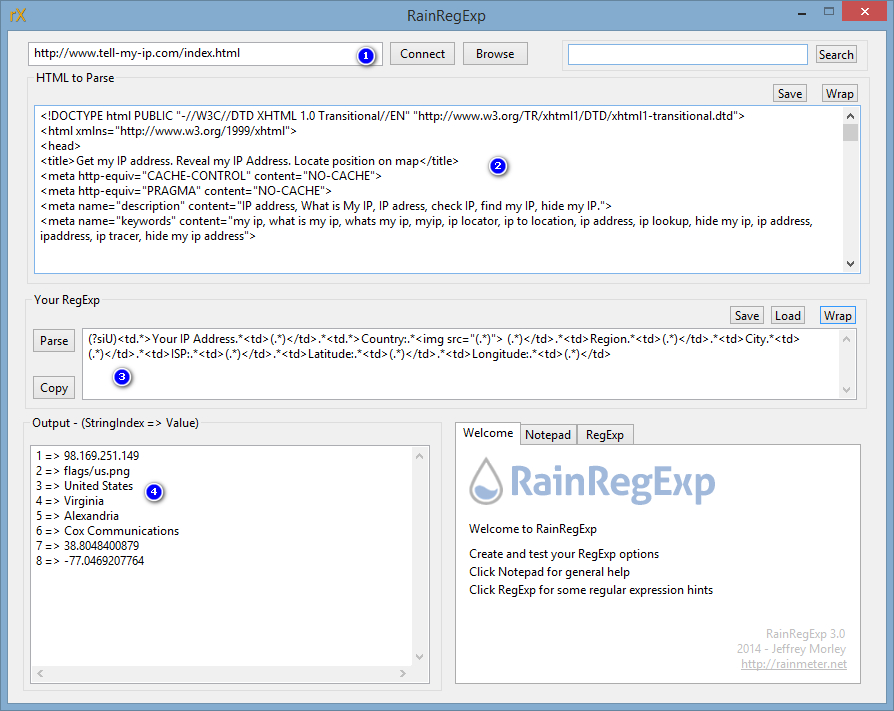 rX
RainRegExp
http://www.tell-my-ip.com/index.html
1
Connect
Browse
Search
HTML to Parse
Save
Wrap
<!DOCTYPE html PUBLIC "-//W3C//DTD XHTML 1.0 Transitional//EN" "http://www.w3.org/TR/xhtml1/DTD/xhtml1-transitional.dtd">
<html xmlns="http://www.w3.org/1999/xhtml">
<head>
<title>Get my IP address. Reveal my IP Address. Locate position on map</title>
2
<meta http-equiv="CACHE-CONTROL" content="NO-CACHE">
<meta http-equiv="PRAGMA" content="NO-CACHE">
<meta name="description" content="IP address, What is My IP, IP adress, check IP, find my IP, hide my IP.">
<meta name="keywords" content="my ip, what is my ip, whats my ip, myip, ip locator, ip to location, ip address, ip lookup, hide my ip, ip address,
ipaddress, ip tracer, hide my ip address">
Your RegExp
Save
Load
Wrap
Parse
(?siU)<td.*>Your IP Address.*<td>(.*)</td>.*<td.*>Country:.*<img src="(.*)"> (.*)</td>.*<td>Region.*<td>(.*)</td>.*<td>City.*<td>
(.*)</td>.*<td>ISP:.*<td>(.*)</td>.*<td>Latitude:.*<td>(.*)</td>.*<td>Longitude:.*<td>(.*)</td>
3
Copy
Output - (StringIndex => Value)
1 => 98.169.251.149
2 => flags/us.png
3 => United States
4
4 => Virginia
5 => Alexandria
6 => Cox Communications
7 => 38.8048400879
8 => -77.0469207764
Welcome
Notepad
RegExp
RainRegExp
Welcome to RainRegExp
Create and test your RegExp options
Click Notepad for general help
Click RegExp for some regular expression hints
RainRegExp 3.0
2014 - Jeffrey Morley
http://rainmeter.net